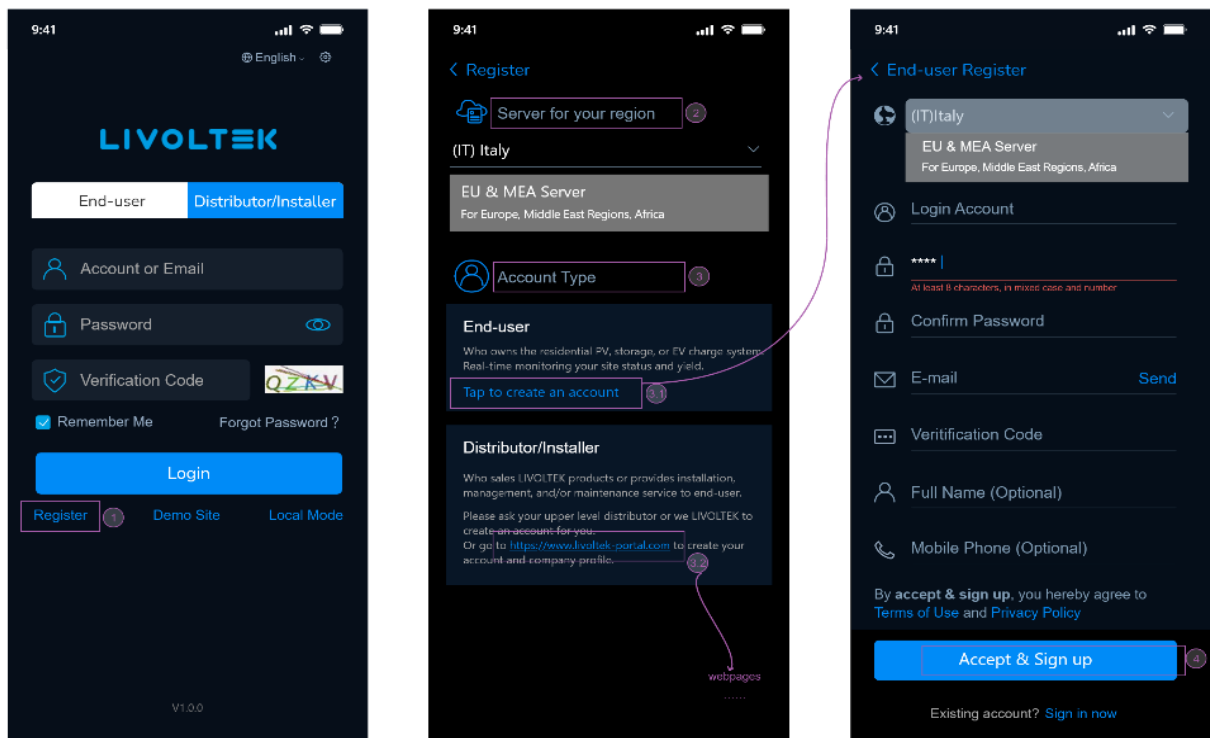 9:41
English
LIVOLTEK
End-user
Distributor/Installer
Account or Email
Password
Verification Code
QZKV
Remember Me
Forgot Password ?
Login
Register
1
Demo Site
Local Mode
V1.0.0
9:41
Register
Server for your region
2
(IT) Italy
EU & MEA Server
For Europe, Middle East Regions, Africa
Account Type
3
End-user
Who owns the residential PV, storage, or EV charge system.
Real-time monitoring your site status and yield.
Tap to create an account
3.1
Distributor/Installer
Who sales LIVOLTEK products or provides installation,
management, and/or maintenance service to end-user.
Please ask your upper level distributor or we LIVOLTEK to
create an account for you.
Or go to https://www.livoltek-portal.com to create your
account and company profile.
3.2
webpages
......
9:41
End-user Register
(IT)Italy
EU & MEA Server
For Europe, Middle East Regions, Africa
Login Account
****
At least 8 characters, in mixed case and number
Confirm Password
E-mail
Send
Veritification Code
Full Name (Optional)
Mobile Phone (Optional)
By accept & sign up, you hereby agree to
Terms of Use and Privacy Policy
Accept & Sign up
4
Existing account? Sign in now